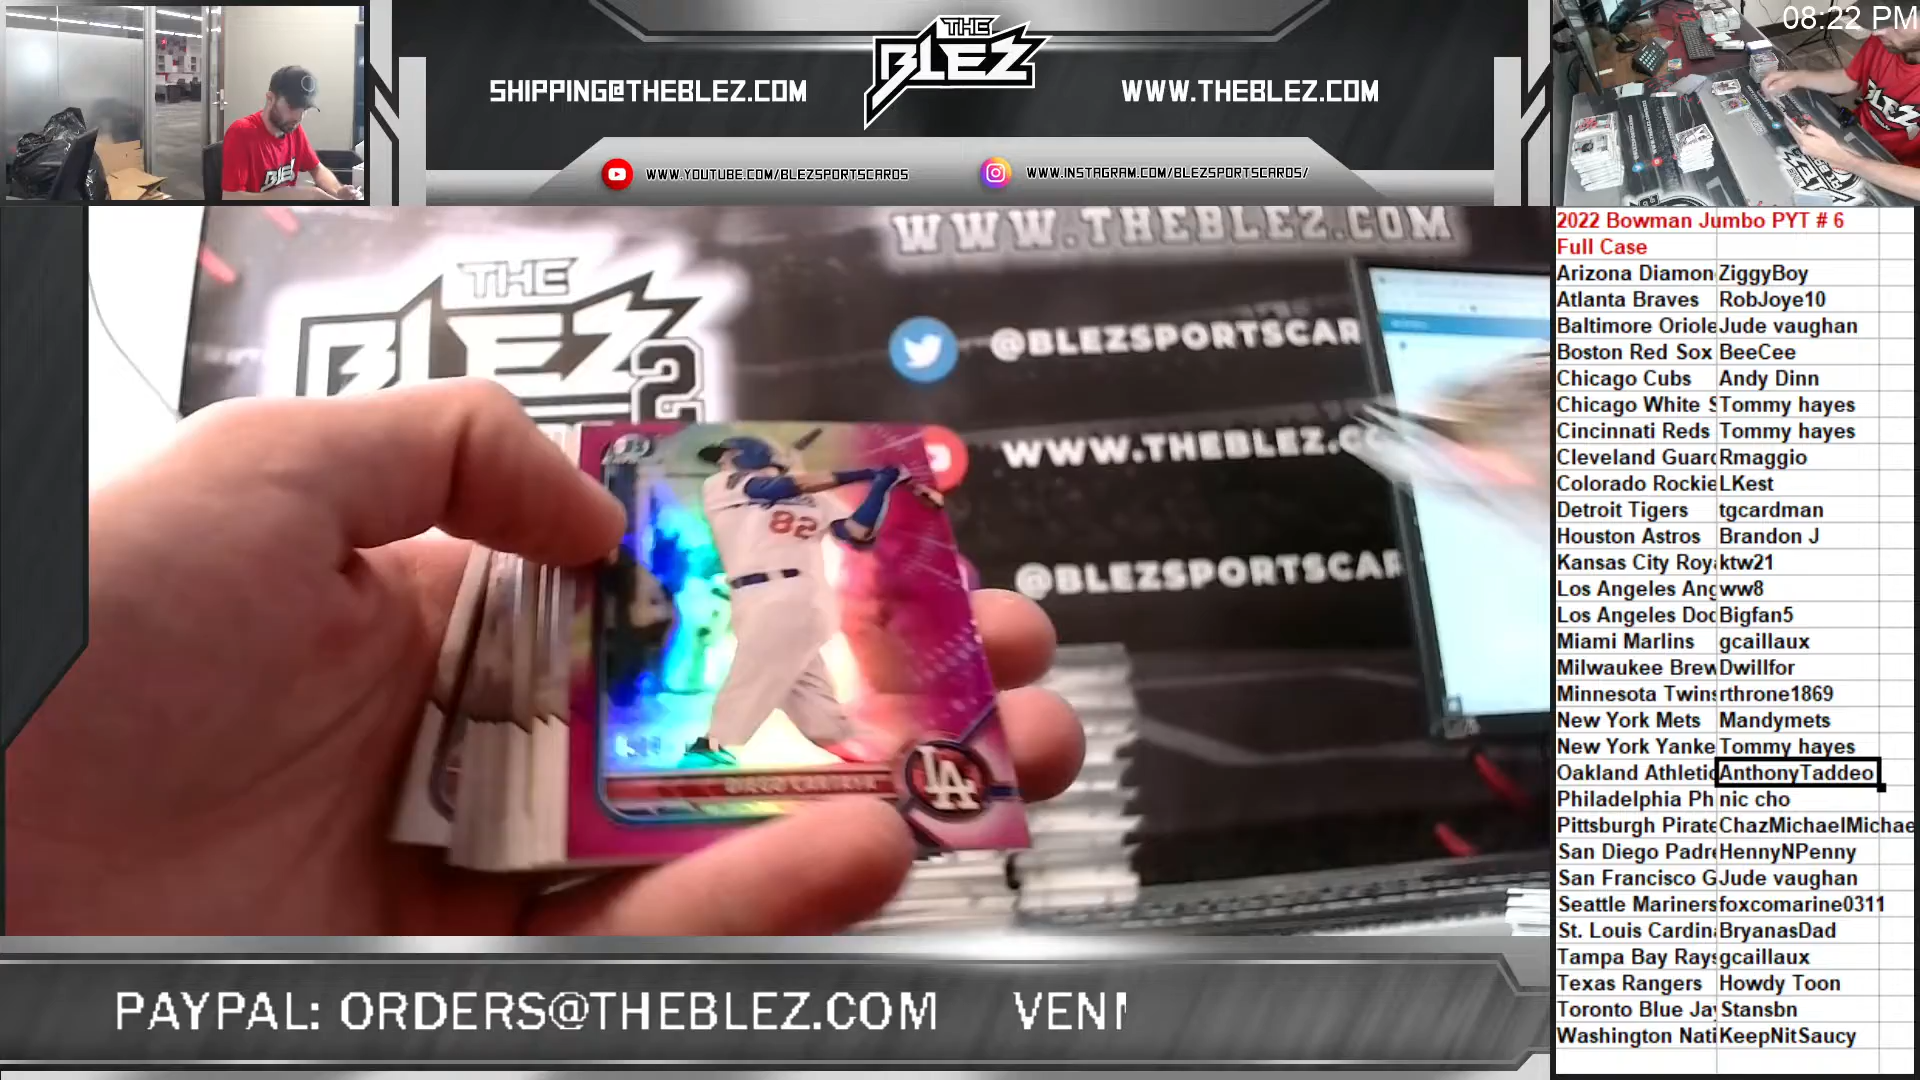 08:22 PM
THE
BLEZ
SHIPPING@THEBLEZ.COM
WWW.THEBLEZ.COM
WWW.YOUTUBE.COM/BLEZSPORTSCARDS
WWW.INSTAGRAM.COM/BLEZSPORTSCARDS/
BLEZ
WWW.THEBLEZ.COM
THE
BLEZ
2
@BLEZSPORTSCAR
WWW.THEBLEZ.C
@BLEZSPORTSCAR
82
LA
2022 Bowman Jumbo PYT # 6
Full Case
Arizona Diamon ZiggyBoy
Atlanta Braves RobJoye10
Baltimore Oriole Jude vaughan
Boston Red Sox BeeCee
Chicago Cubs Andy Dinn
Chicago White S Tommy hayes
Cincinnati Reds Tommy hayes
Cleveland Guard Rmaggio
Colorado Rockie LKest
Detroit Tigers tgcardman
Houston Astros Brandon J
Kansas City Roya ktw21
Los Angeles Ang ww8
Los Angeles Doc Bigfan5
Miami Marlins gcaillaux
Milwaukee Brew Dwillfor
Minnesota Twins rthrone1869
New York Mets Mandymets
New York Yanke Tommy hayes
Oakland Athletic AnthonyTaddeo
Philadelphia Ph nic cho
Pittsburgh Pirate ChazMichaelMichae
San Diego Padre HennyNPenny
San Francisco G Jude vaughan
Seattle Mariners foxcomarine0311
St. Louis Cardina BryanasDad
Tampa Bay Rays gcaillaux
Texas Rangers Howdy Toon
Toronto Blue Jay Stansbn
Washington Nati KeepNitSaucy
PAYPAL: ORDERS@THEBLEZ.COM VEN